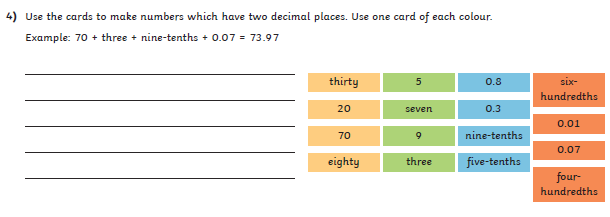 4) Use the cards to make numbers which have two decimal places. Use one card of each colour.
Example: 70 + three + nine-tenths + 0.07 = 73.97
thirty 5 0.8 six-
hundredths
20 seven 0.3
0.01
70 9 nine-tenths
0.07
eighty three five-tenths
four-
hundredths